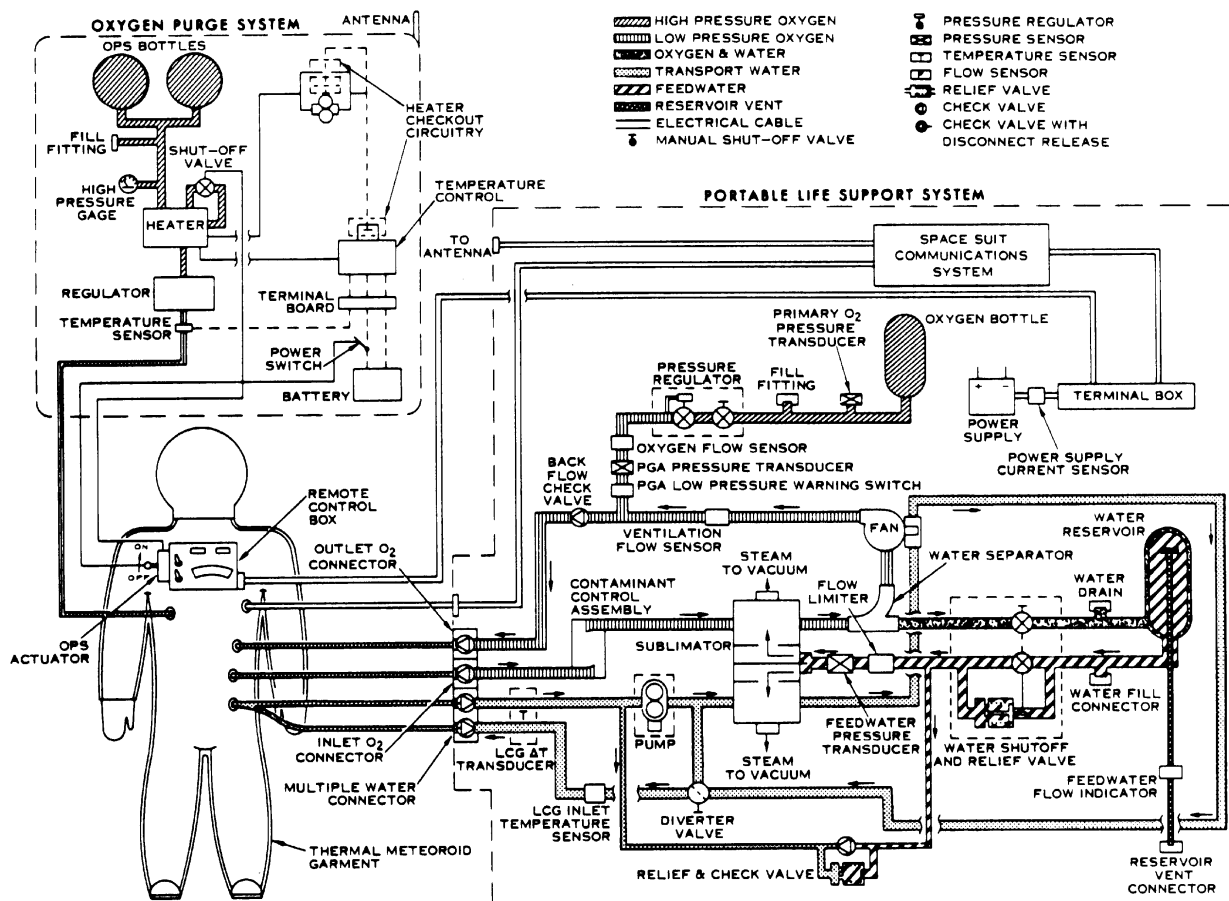 OXYGEN PURGE SYSTEM
ANTENNA
OPS BOTTLES
FILL
FITTING
SHUT-OFF
VALVE
HIGH
PRESSURE
GAGE
HEATER
HEATER
CHECKOUT
CIRCUITRY
TEMPERATURE
CONTROL
REGULATOR
TERMINAL
BOARD
TEMPERATURE
SENSOR
POWER
SWITCH
BATTERY
HIGH PRESSURE OXYGEN
LOW PRESSURE OXYGEN
OXYGEN & WATER
TRANSPORT WATER
FEEDWATER
RESERVOIR VENT
ELECTRICAL CABLE
MANUAL SHUT-OFF VALVE
PRESSURE REGULATOR
PRESSURE SENSOR
TEMPERATURE SENSOR
FLOW SENSOR
RELIEF VALVE
CHECK VALVE
CHECK VALVE WITH
DISCONNECT RELEASE
PORTABLE LIFE SUPPORT SYSTEM
TO
ANTENNA
SPACE SUIT
COMMUNICATIONS
SYSTEM
PRIMARY O2
PRESSURE
TRANSDUCER
OXYGEN BOTTLE
PRESSURE
REGULATOR
FILL
FITTING
+ -
POWER
SUPPLY
TERMINAL BOX
POWER SUPPLY
CURRENT SENSOR
OXYGEN FLOW SENSOR
PGA PRESSURE TRANSDUCER
PGA LOW PRESSURE WARNING SWITCH
BACK
FLOW
CHECK
VALVE
VENTILATION
FLOW SENSOR
FAN
WATER
RESERVOIR
REMOTE
CONTROL
BOX
ON
OFF
OUTLET O2
CONNECTOR
STEAM
TO VACUUM
WATER SEPARATOR
FLOW
LIMITER
WATER
DRAIN
CONTAMINANT
CONTROL
ASSEMBLY
SUBLIMATOR
OPS
ACTUATOR
WATER FILL
CONNECTOR
PUMP
FEEDWATER
PRESSURE
TRANSDUCER
WATER SHUTOFF
AND RELIEF VALVE
INLET O2
CONNECTOR
LCG ΔT
TRANSDUCER
STEAM
TO VACUUM
MULTIPLE WATER
CONNECTOR
FEEDWATER
FLOW INDICATOR
LCG INLET
TEMPERATURE
SENSOR
DIVERTER
VALVE
THERMAL METEOROID
GARMENT
RELIEF & CHECK VALVE
RESERVOIR
VENT
CONNECTOR